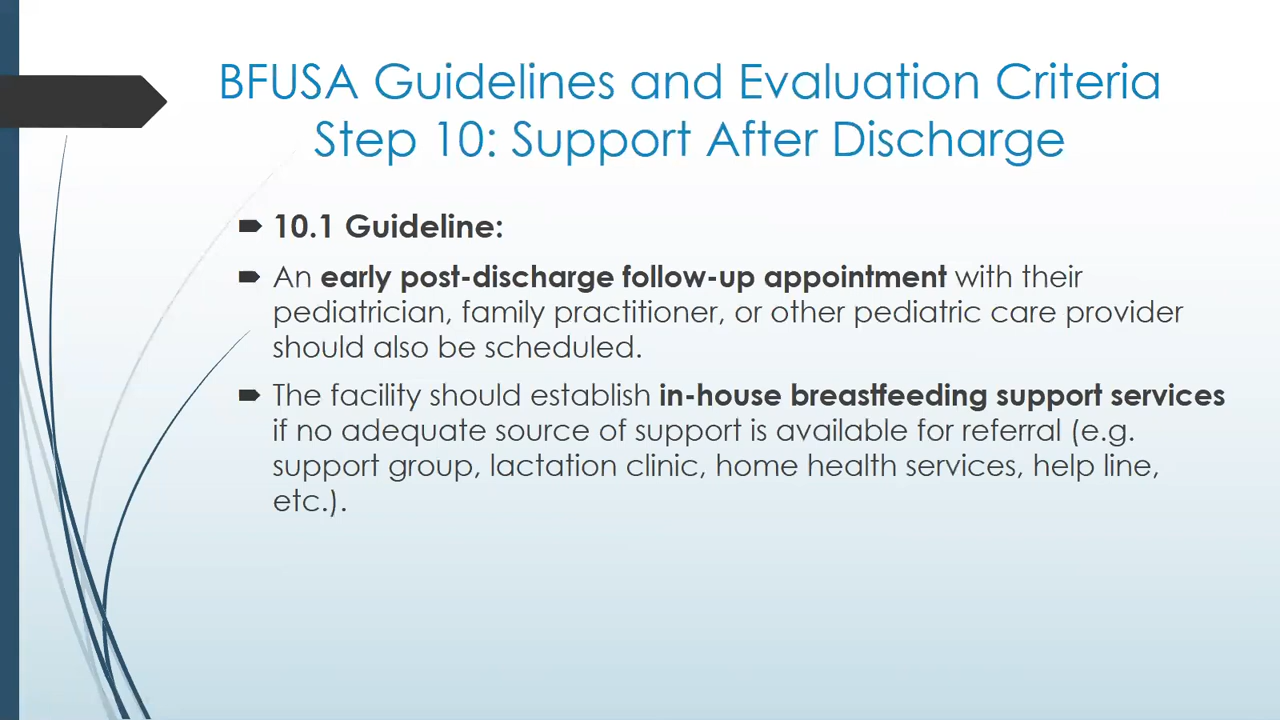 BFUSA Guidelines and Evaluation Criteria
Step 10: Support After Discharge
10.1 Guideline:
An early post-discharge follow-up appointment with their
pediatrician, family practitioner, or other pediatric care provider
should also be scheduled.
The facility should establish in-house breastfeeding support services
if no adequate source of support is available for referral (e.g.
support group, lactation clinic, home health services, help line,
etc.).